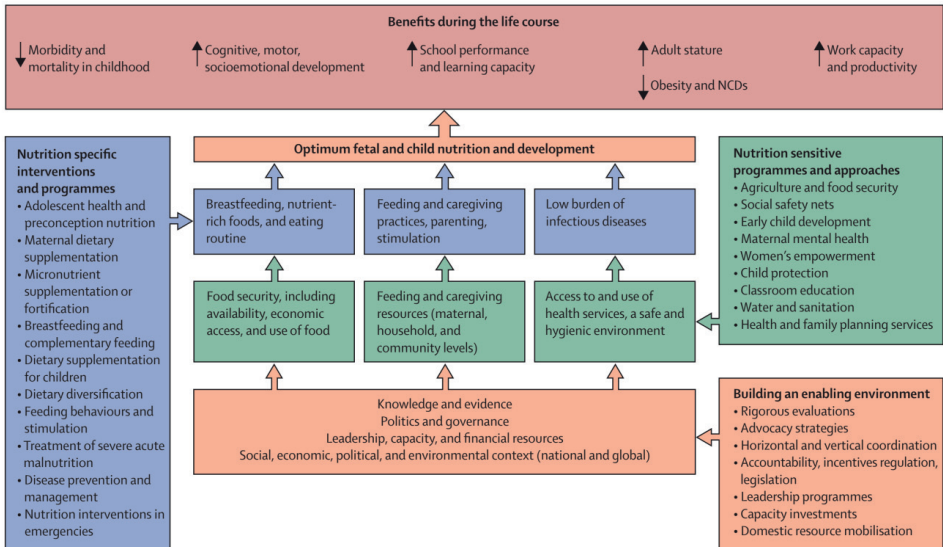 Benefits during the life course
Morbidity and
mortality in childhood
Cognitive, motor,
socioemotional development
School performance
and learning capacity
Adult stature
Obesity and NCDs
Work capacity
and productivity
Optimum fetal and child nutrition and development
Nutrition specific
interventions
and programmes
• Adolescent health and
preconception nutrition
• Maternal dietary
supplementation
• Micronutrient
supplementation or
fortification
• Breastfeeding and
complementary feeding
• Dietary supplementation
for children
• Dietary diversification
• Feeding behaviours and
stimulation
• Treatment of severe acute
malnutrition
• Disease prevention and
management
• Nutrition interventions in
emergencies
Breastfeeding, nutrient-
rich foods, and eating
routine
Feeding and caregiving
practices, parenting,
stimulation
Low burden of
infectious diseases
Food security, including
availability, economic
access, and use of food
Feeding and caregiving
resources (maternal,
household, and
community levels)
Access to and use of
health services, a safe and
hygienic environment
Knowledge and evidence
Politics and governance
Leadership, capacity, and financial resources
Social, economic, political, and environmental context (national and global)
Nutrition sensitive
programmes and approaches
• Agriculture and food security
• Social safety nets
• Early child development
• Maternal mental health
• Women's empowerment
• Child protection
• Classroom education
• Water and sanitation
• Health and family planning services
Building an enabling environment
• Rigorous evaluations
• Advocacy strategies
• Horizontal and vertical coordination
• Accountability, incentives regulation,
legislation
• Leadership programmes
• Capacity investments
• Domestic resource mobilisation